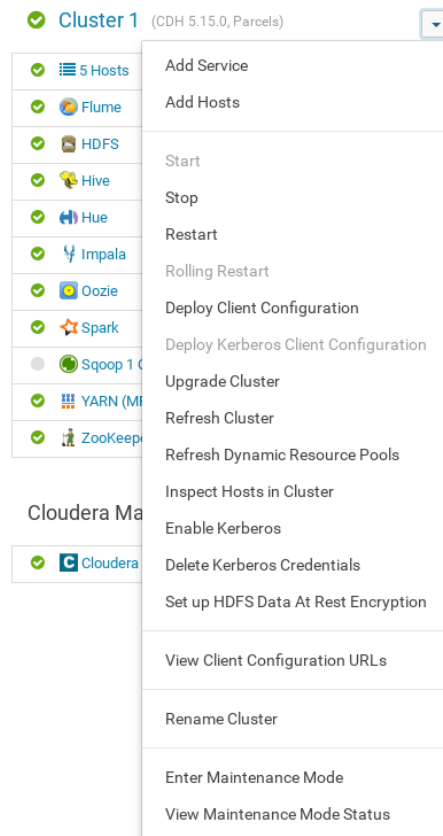 Cluster 1 (CDH 5.15.0, Parcels)
5 Hosts
Flume
HDFS
Hive
Hue
Impala
Oozie
Spark
Sqoop 1
YARN
Cloudera
Cloudera
Add Service
Add Hosts
Start
Stop
Restart
Rolling Restart
Deploy Client Configuration
Deploy Kerberos Client Configuration
Upgrade Cluster
Refresh Cluster
Refresh Dynamic Resource Pools
Inspect Hosts in Cluster
Enable Kerberos
Delete Kerberos Credentials
Set up HDFS Data At Rest Encryption
View Client Configuration URLs
Rename Cluster
Enter Maintenance Mode
View Maintenance Mode Status